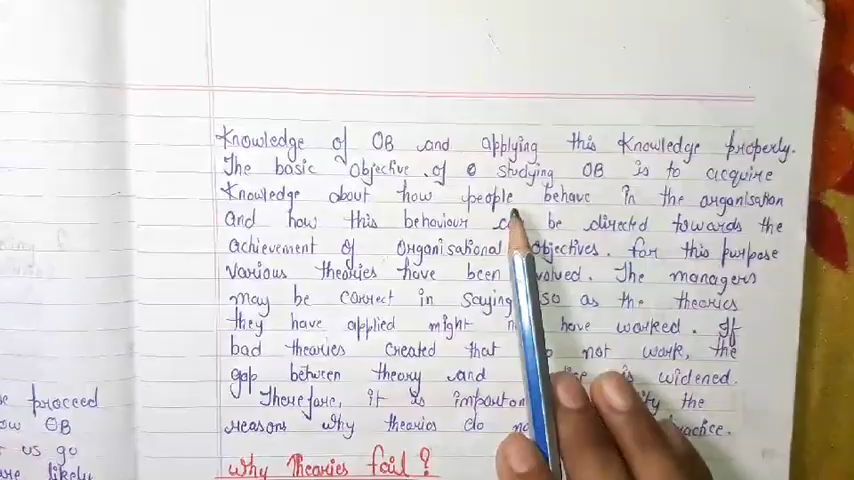 Knowledge of OB and applying this Knowledge properly.
The basic objective of studying OB is to acquire
Knowledge about how people behave in the organisation
and how this behaviour be directed towards the
achievement of Organisational objectives. for this purpose
various theories have been volved. The managers
may be correct in saying so as the theories
they have applied might have worked. If
bad theories created that not work, the
gap between theory and is widened.
Therefore, it is the
reasons why theories do
Why Theories fail?
proceed
OB
us go
likely